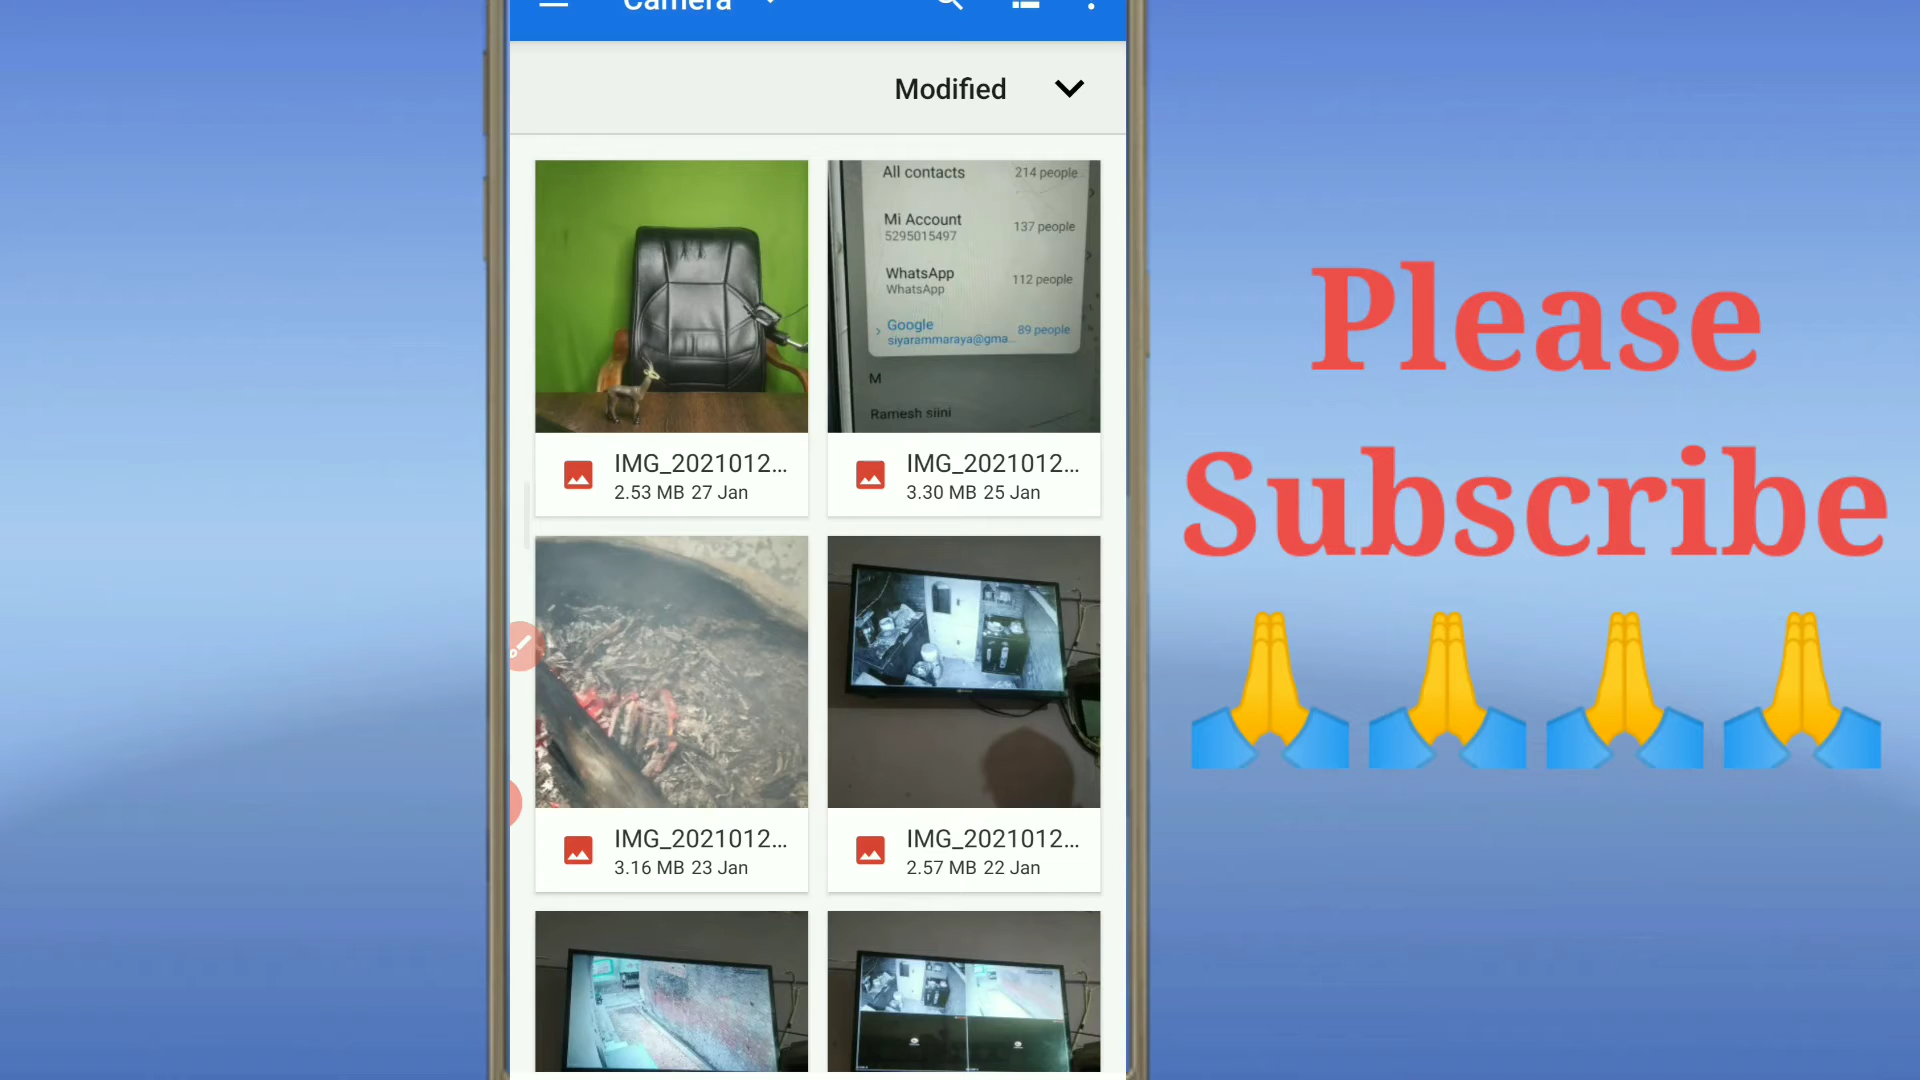 Camera
Modified
All contacts 214 people
Mi Account 137 people
5295015497
WhatsApp 112 people
WhatsApp
Google 89 people
siyarammaraya@gma...
M
Ramesh siini
IMG_2021012...
2.53 MB 27 Jan
IMG_2021012...
3.30 MB 25 Jan
IMG_2021012...
3.16 MB 23 Jan
IMG_2021012...
2.57 MB 22 Jan
Please
Subscribe
🙏🙏🙏🙏